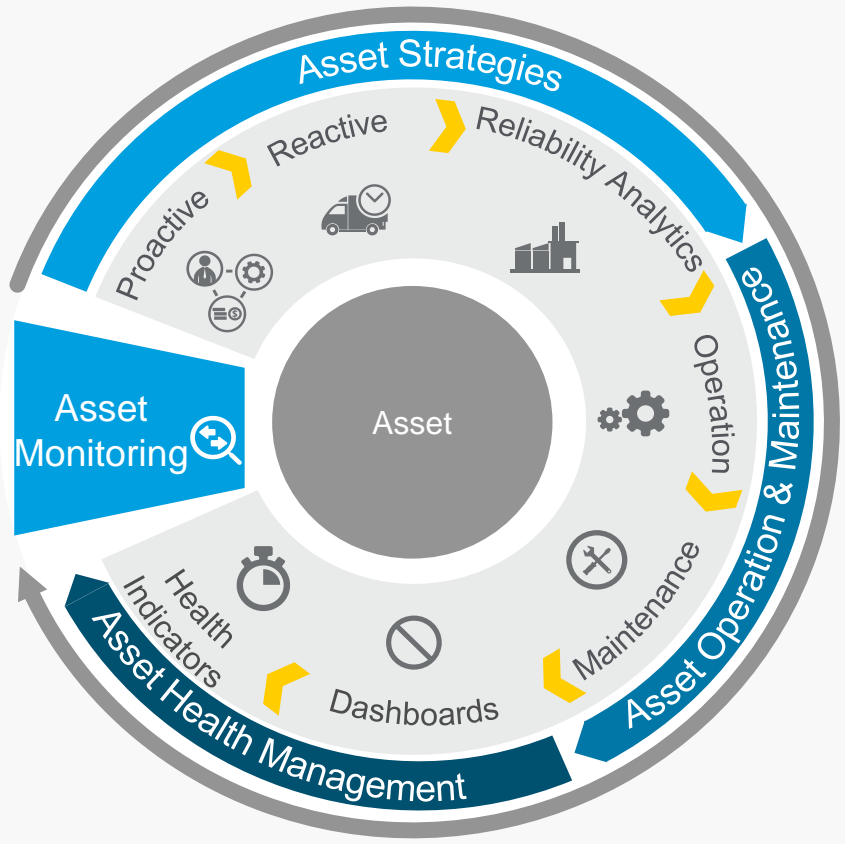 Asset Strategies
Proactive
Reactive
Reliability Analytics
Operation
Maintenance
Dashboards
Health
Indicators
Asset Operation & Maintenance
Asset Health Management
Asset
Monitoring
Asset
$